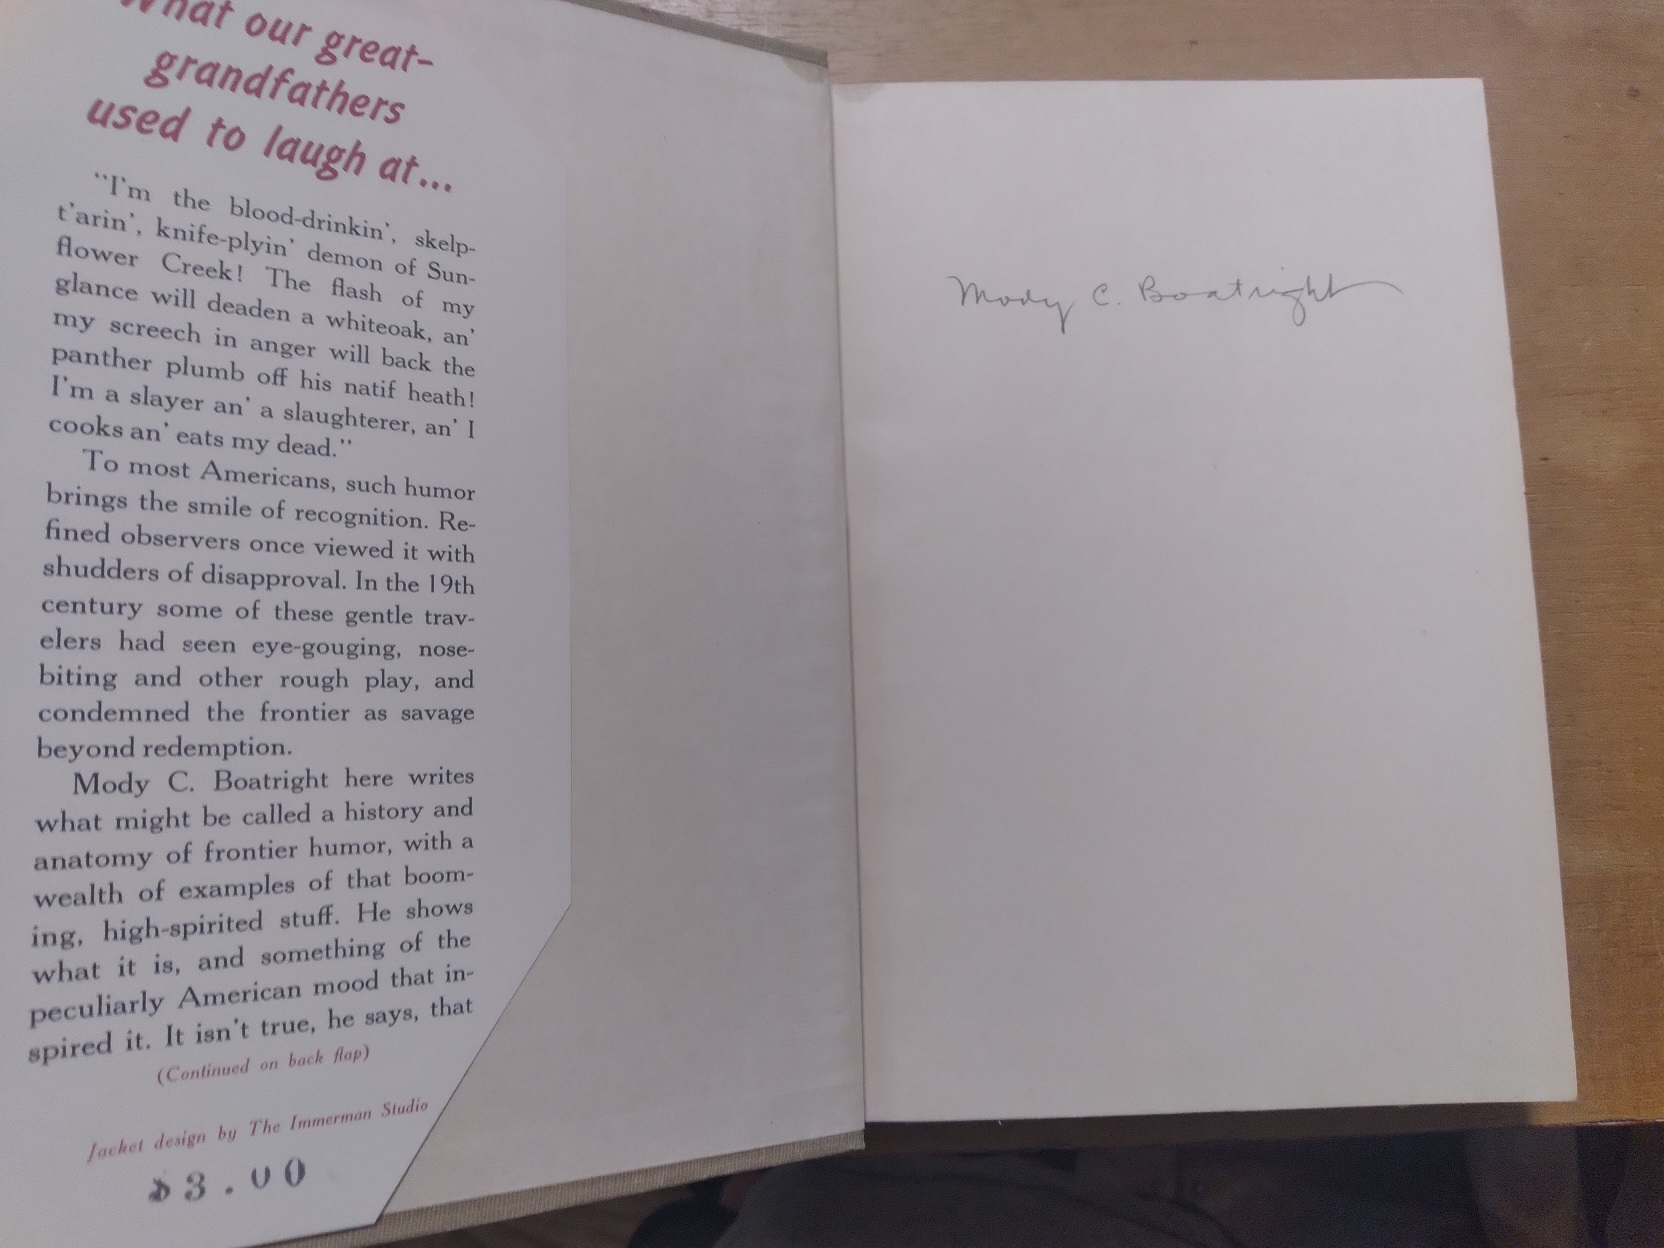 What our great-
grandfathers
used to laugh at...
"I'm the blood-drinkin', skelp-
t'arin', knife-plyin' demon of Sun-
flower Creek! The flash of my
glance will deaden a whiteoak, an'
my screech in anger will back the
panther plumb off his natif heath!
I'm a slayer an' a slaughterer, an' I
cooks an' eats my dead."
To most Americans, such humor
brings the smile of recognition. Re-
fined observers once viewed it with
shudders of disapproval. In the 19th
century some of these gentle trav-
elers had seen eye-gouging, nose-
biting and other rough play, and
condemned the frontier as savage
beyond redemption.
Mody C. Boatright here writes
what might be called a history and
anatomy of frontier humor, with a
wealth of examples of that boom-
ing, high-spirited stuff. He shows
what it is, and something of the
peculiarly American mood that in-
spired it. It isn't true, he says, that
(Continued on back flap)
Jacket design by The Immerman Studio
$3.00
Mody C. Boatright